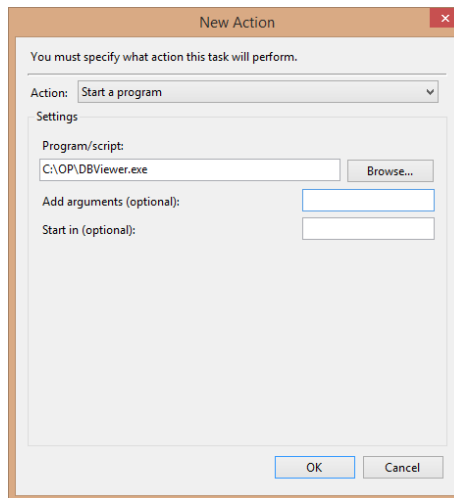 New Action
You must specify what action this task will perform.
Action: Start a program
Settings
Program/script:
C:\OP\DBViewer.exe Browse...
Add arguments (optional):
Start in (optional):
OK Cancel